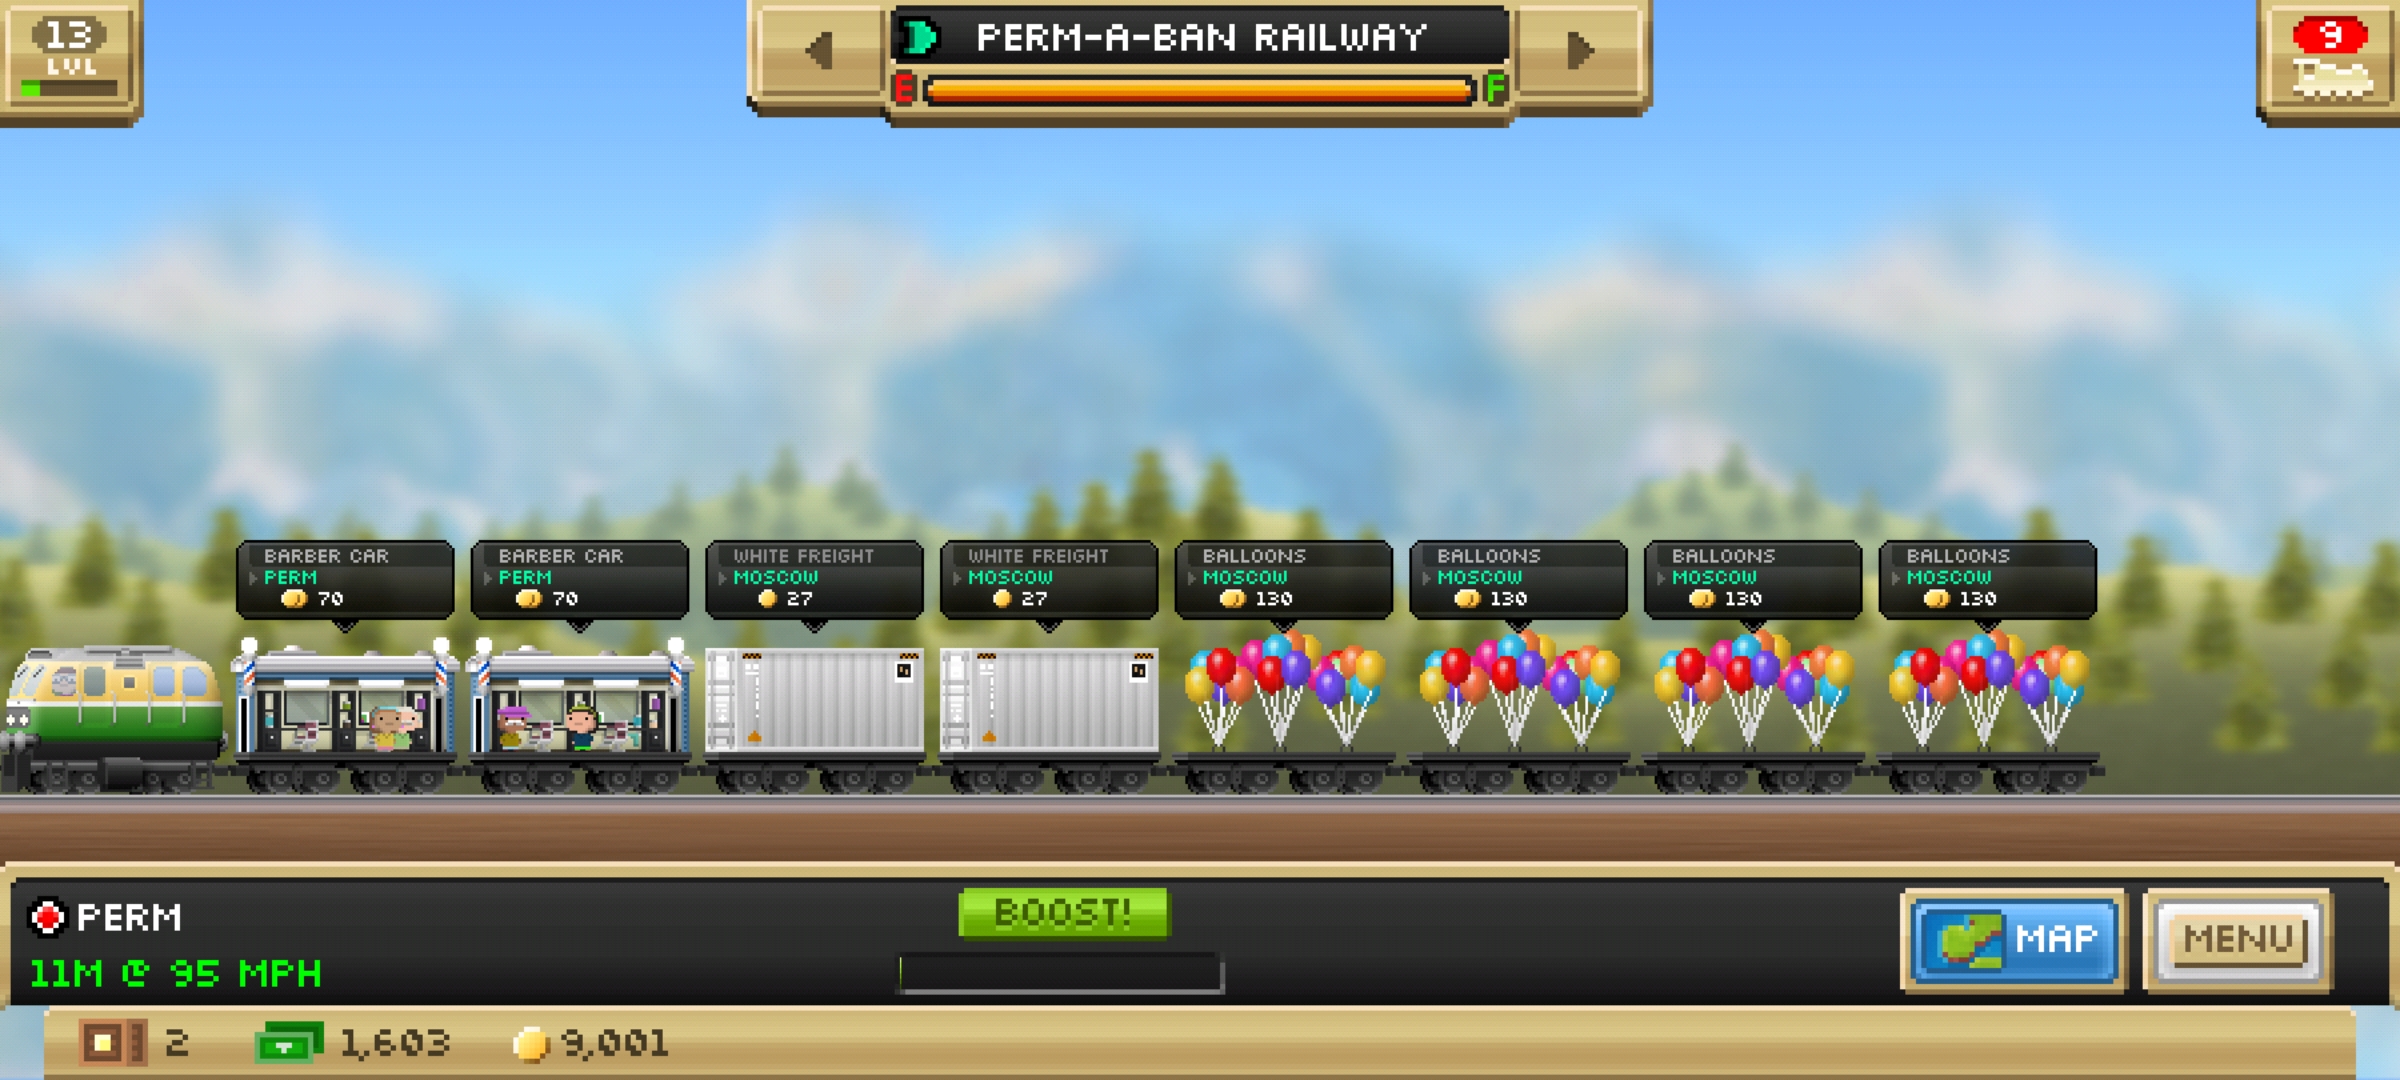 13
LVL
PERM-A-BAN RAILWAY
E F
9
BARBER CAR
PERM
70
BARBER CAR
PERM
70
WHITE FREIGHT
MOSCOW
27
WHITE FREIGHT
MOSCOW
27
BALLOONS
MOSCOW
130
BALLOONS
MOSCOW
130
BALLOONS
MOSCOW
130
BALLOONS
MOSCOW
130
PERM
11M @ 95 MPH
BOOST!
MAP
MENU
2 1,603 9,001